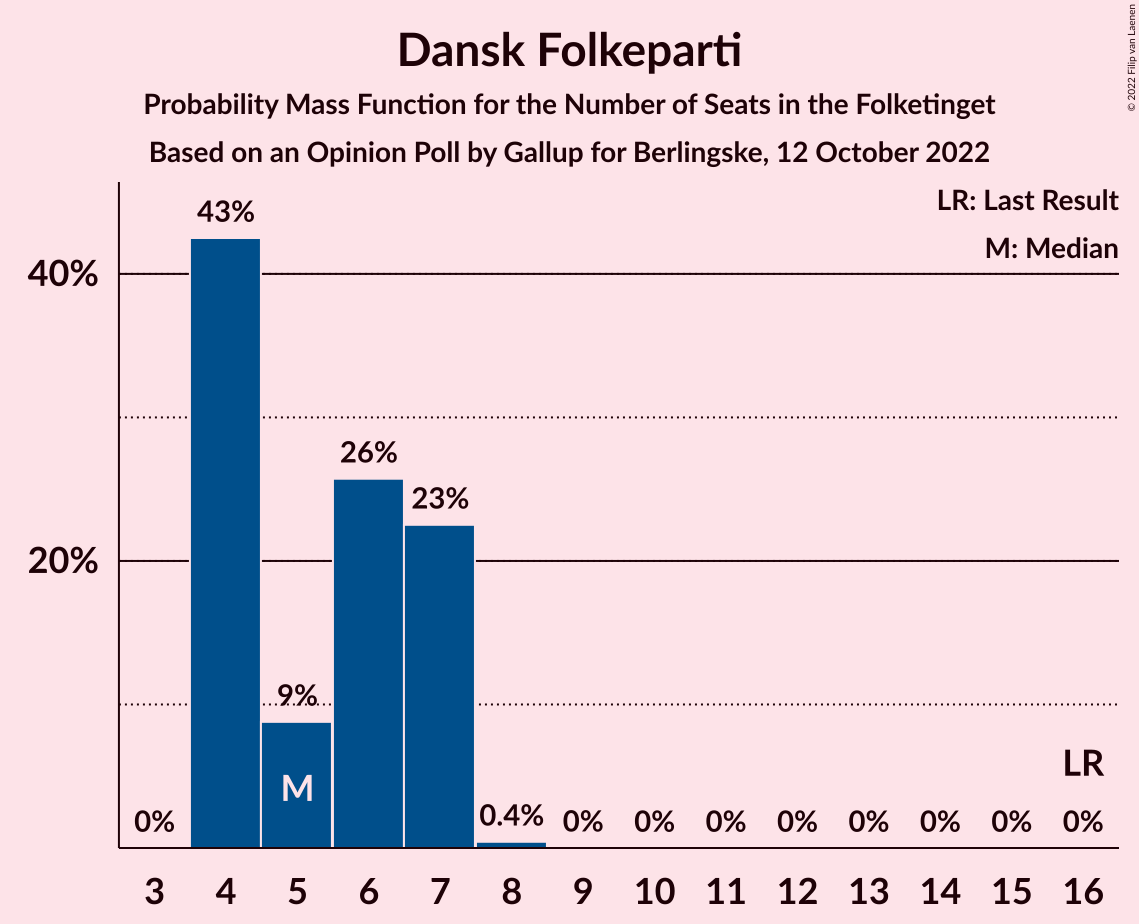 Dansk Folkeparti
Probability Mass Function for the Number of Seats in the Folketinget
Based on an Opinion Poll by Gallup for Berlingske, 12 October 2022
© 2022 Filip van Laenen
LR: Last Result
M: Median
43%
40%
26%
23%
20%
9%
M
LR
0%
0.4%
0%
0%
0%
0%
0%
0%
0%
0%
3 4 5 6 7 8 9 10 11 12 13 14 15 16